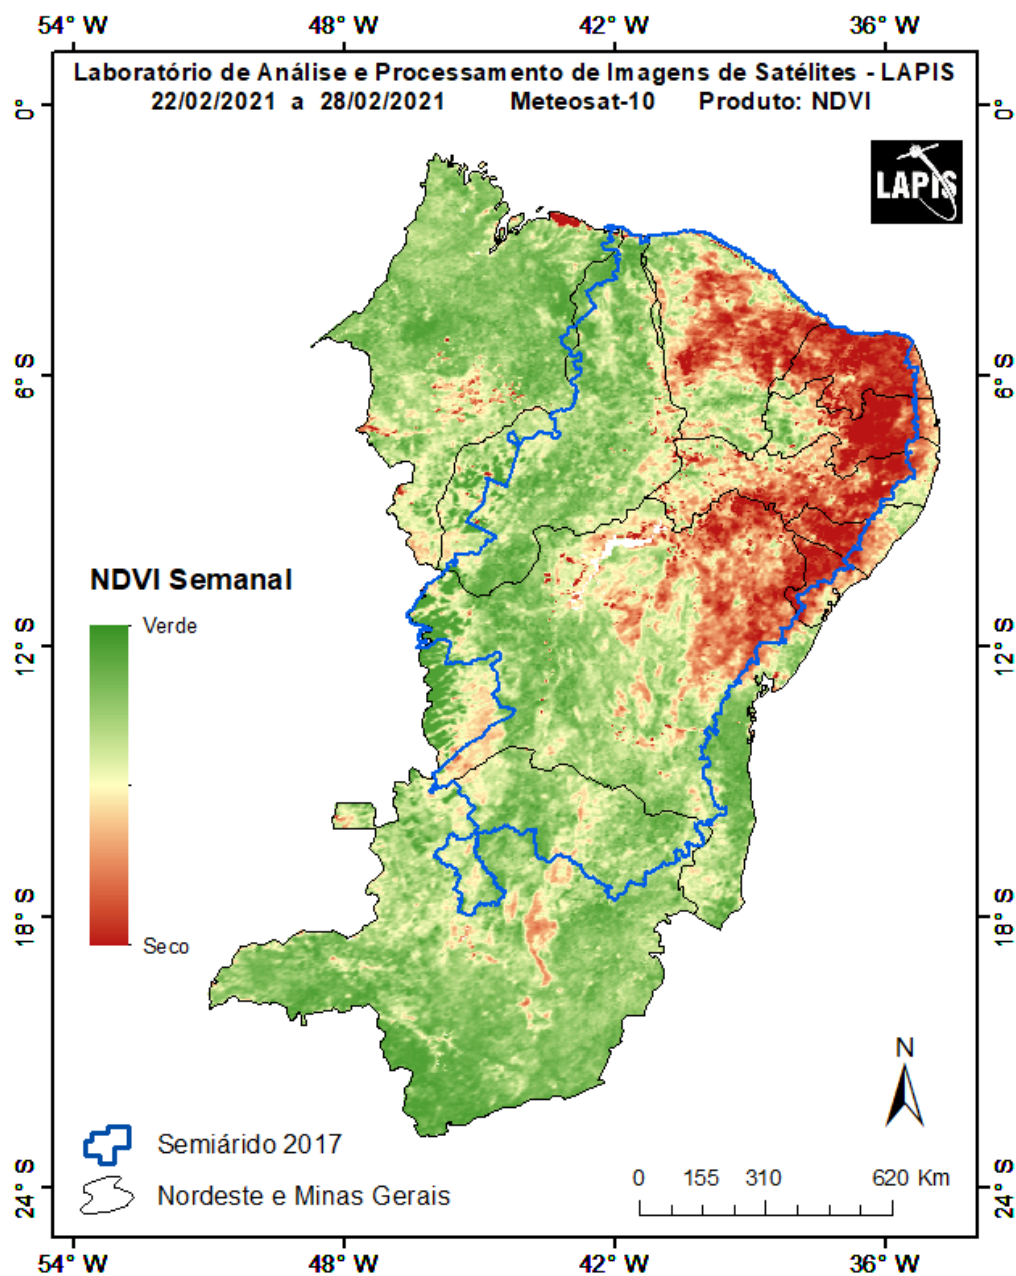 54° W 48° W 42° W 36° W
Laboratório de Análise e Processamento de Imagens de Satélites - LAPIS
22/02/2021 a 28/02/2021 Meteosat-10 Produto: NDVI
0° 0°
LAPIS
6° S 6° S
NDVI Semanal
Verde
12° S 12° S
Seco
18° S 18° S
N
Semiárido 2017
Nordeste e Minas Gerais
0 155 310 620 Km
24° S 24° S
54° W 48° W 42° W 36° W